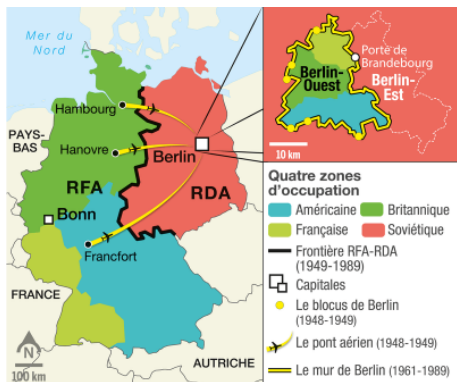 Mer du
Nord
Hambourg
PAYS-
BAS
Hanovre
Berlin
RFA
RDA
Bonn
Francfort
FRANCE
AUTRICHE
N
100 km
Porte de
Brandebourg
Berlin-
Ouest
Berlin-
Est
10 km
Quatre zones
d'occupation
Américaine
Britannique
Française
Soviétique
Frontière RFA-RDA
(1949-1989)
Capitales
Le blocus de Berlin
(1948-1949)
Le pont aérien (1948-1949)
Le mur de Berlin (1961-1989)